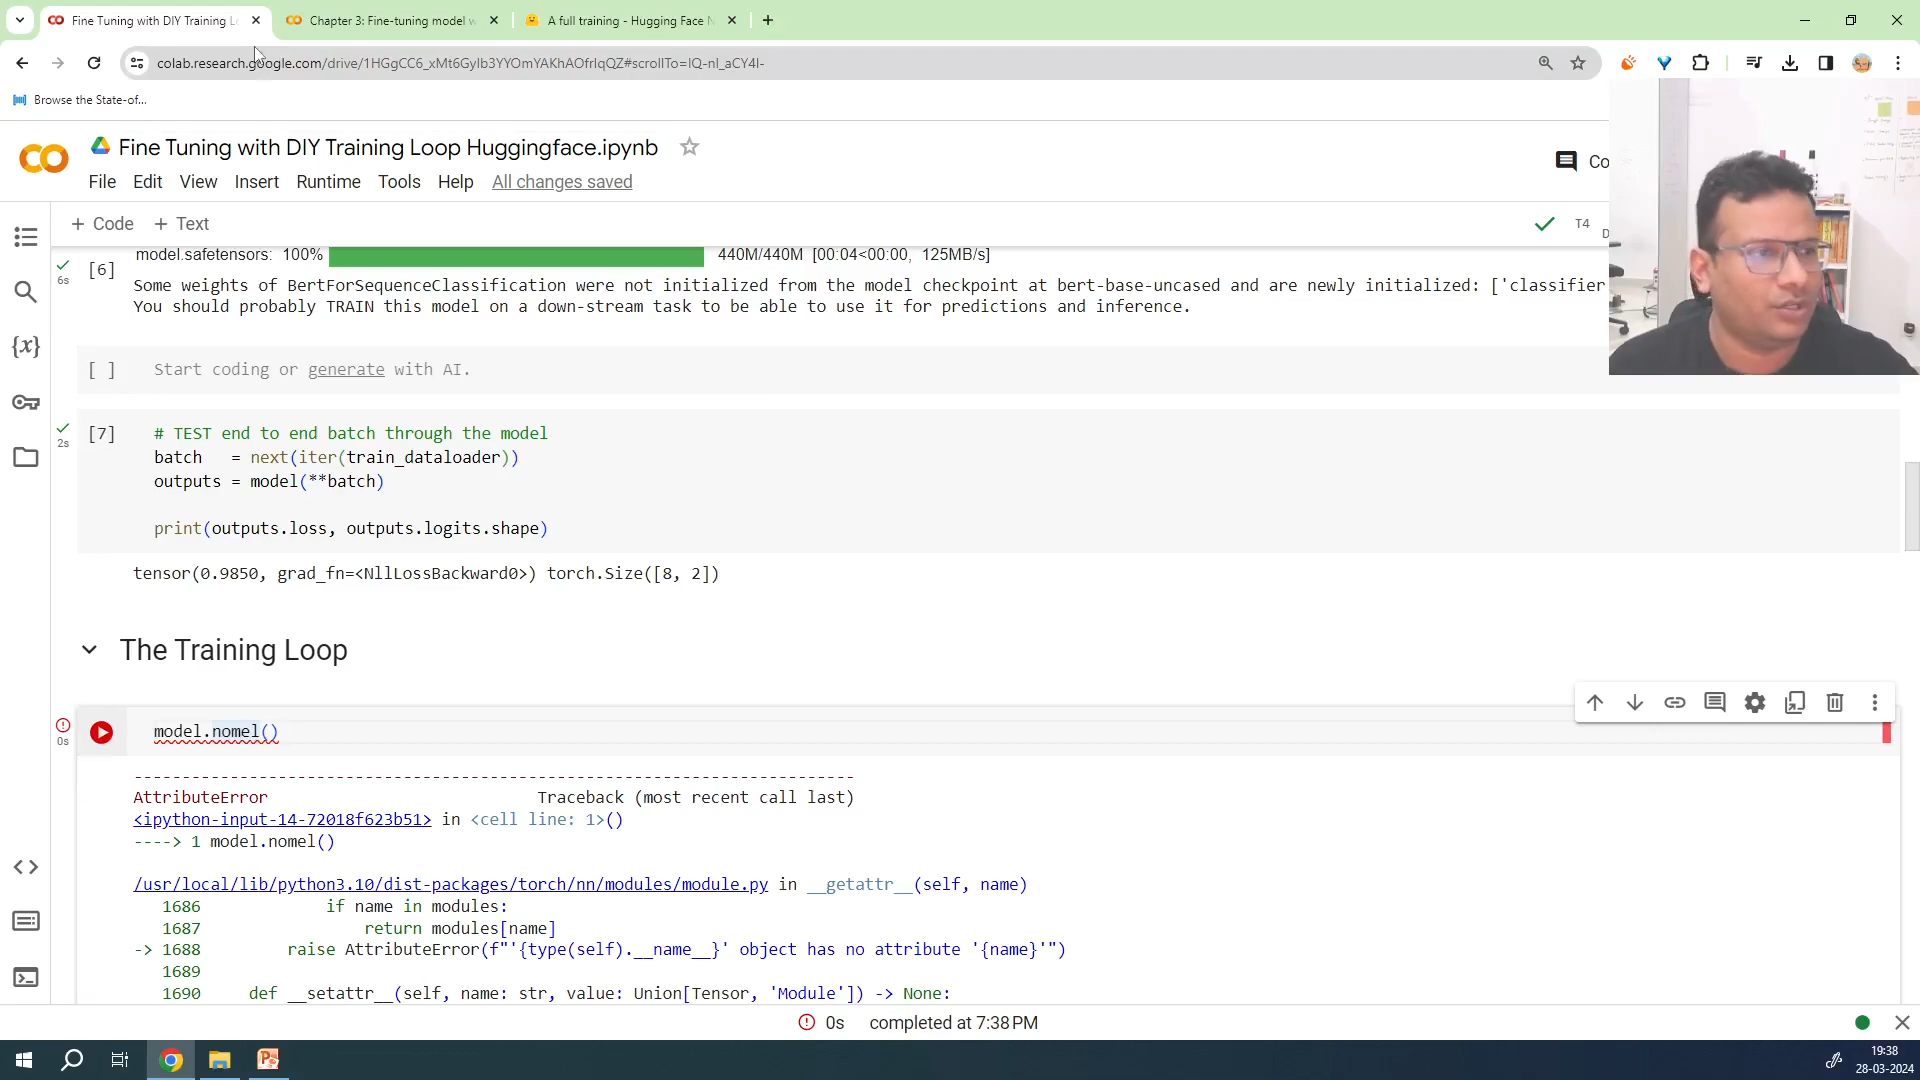 Fine Tuning with DIY Training L
Chapter 3: Fine-tuning model w
A full training - Hugging Face N
colab.research.google.com/drive/1HGgCC6_xMt6GyIb3YYOmYAKhAOfrIqQZ#scrollTo=IQ-nI_aCY4I-
Browse the State-of...
Fine Tuning with DIY Training Loop Huggingface.ipynb
Co
File Edit View Insert Runtime Tools Help All changes saved
+ Code + Text
T4
D
model.safetensors: 100% 440M/440M [00:04<00:00, 125MB/s]
[6]
6s
Some weights of BertForSequenceClassification were not initialized from the model checkpoint at bert-base-uncased and are newly initialized: ['classifier
You should probably TRAIN this model on a down-stream task to be able to use it for predictions and inference.
[ ] Start coding or generate with AI.
[7] # TEST end to end batch through the model
2s
batch = next(iter(train_dataloader))
outputs = model(**batch)
print(outputs.loss, outputs.logits.shape)
tensor(0.9850, grad_fn=<NllLossBackward0>) torch.Size([8, 2])
The Training Loop
model.nomel()
0s
---------------------------------------------------------------------------
AttributeError Traceback (most recent call last)
<ipython-input-14-72018f623b51> in <cell line: 1>()
----> 1 model.nomel()
/usr/local/lib/python3.10/dist-packages/torch/nn/modules/module.py in __getattr__(self, name)
1686 if name in modules:
1687 return modules[name]
-> 1688 raise AttributeError(f"'{type(self).__name__}' object has no attribute '{name}'")
1689
1690 def __setattr__(self, name: str, value: Union[Tensor, 'Module']) -> None:
0s completed at 7:38 PM
19:38
28-03-2024